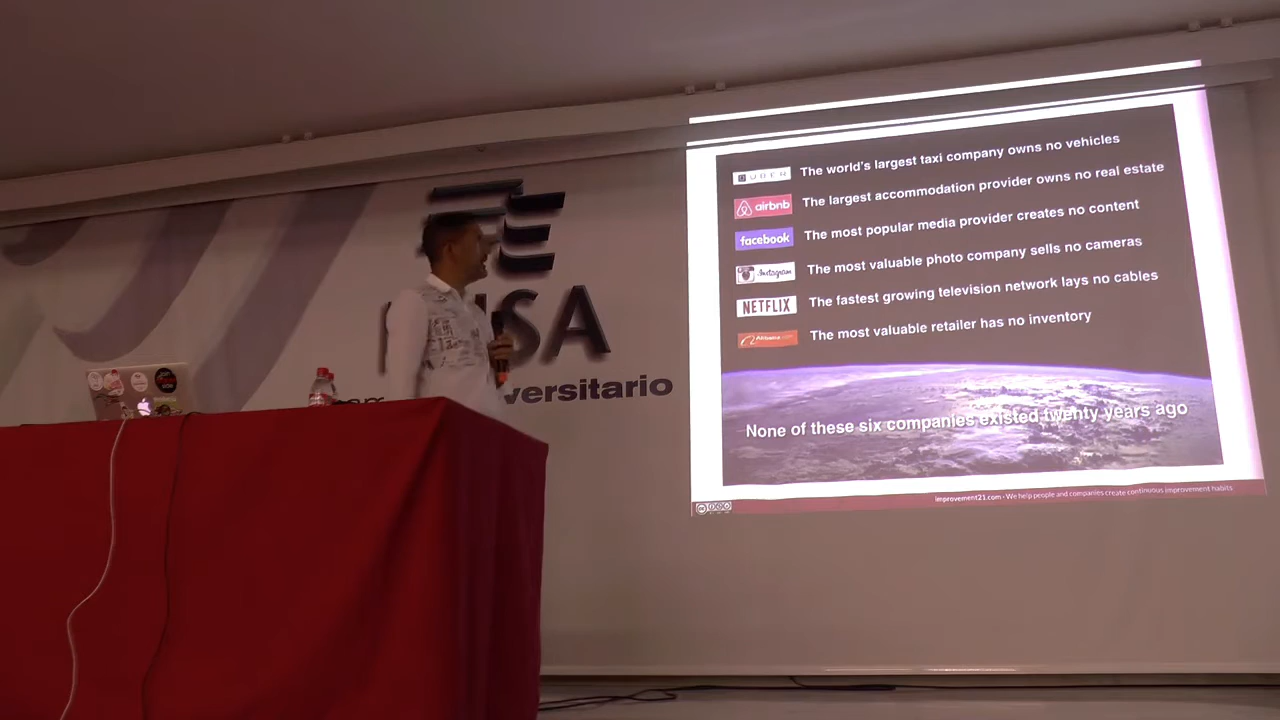 UBER
The world's largest taxi company owns no vehicles
airbnb
The largest accommodation provider owns no real estate
facebook
The most popular media provider creates no content
Instagram
The most valuable photo company sells no cameras
NETFLIX
The fastest growing television network lays no cables
Alibaba.com
The most valuable retailer has no inventory
None of these six companies existed twenty years ago
improvement21.com - We help people and companies create continuous improvement habits
SA
versitario